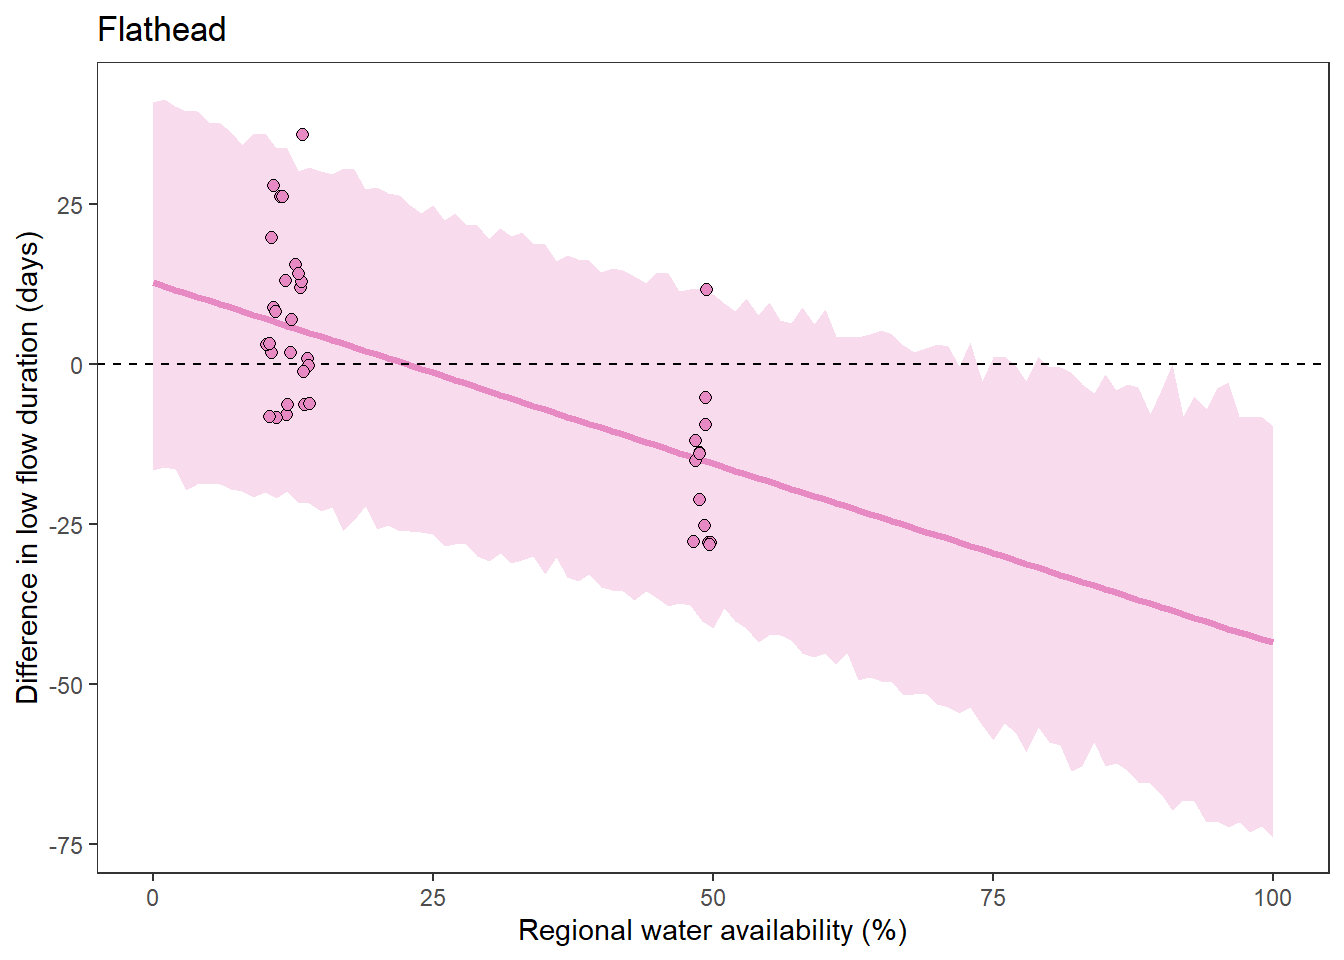 Flathead
Difference in low flow duration (days)
25
0
-25
-50
-75
0 25 50 75 100
Regional water availability (%)